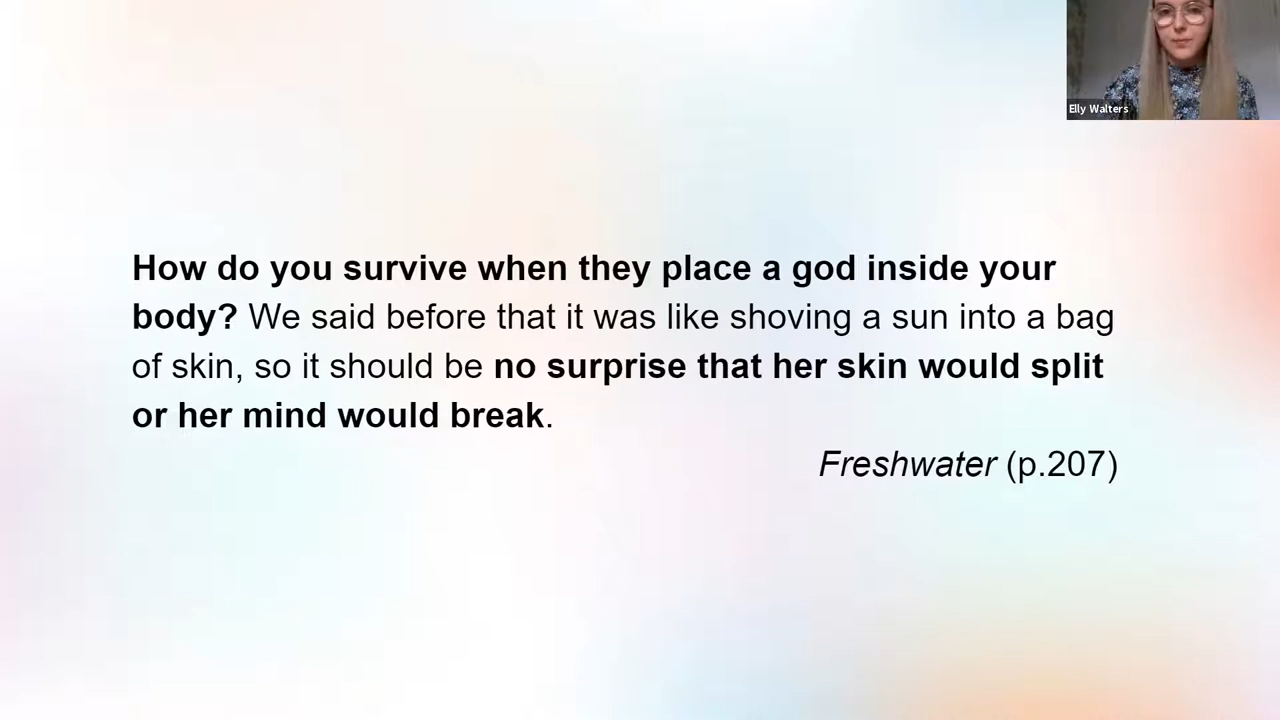 Elly Walters
How do you survive when they place a god inside your
body? We said before that it was like shoving a sun into a bag
of skin, so it should be no surprise that her skin would split
or her mind would break.
Freshwater (p.207)